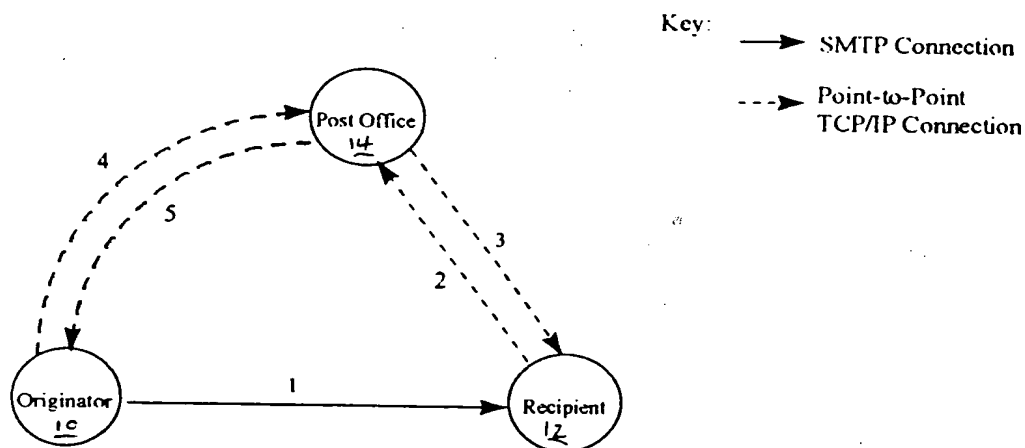 Key:
SMTP Connection
Point-to-Point
TCP/IP Connection
Post Office
14
4
5
3
2
1
Originator
10
Recipient
12